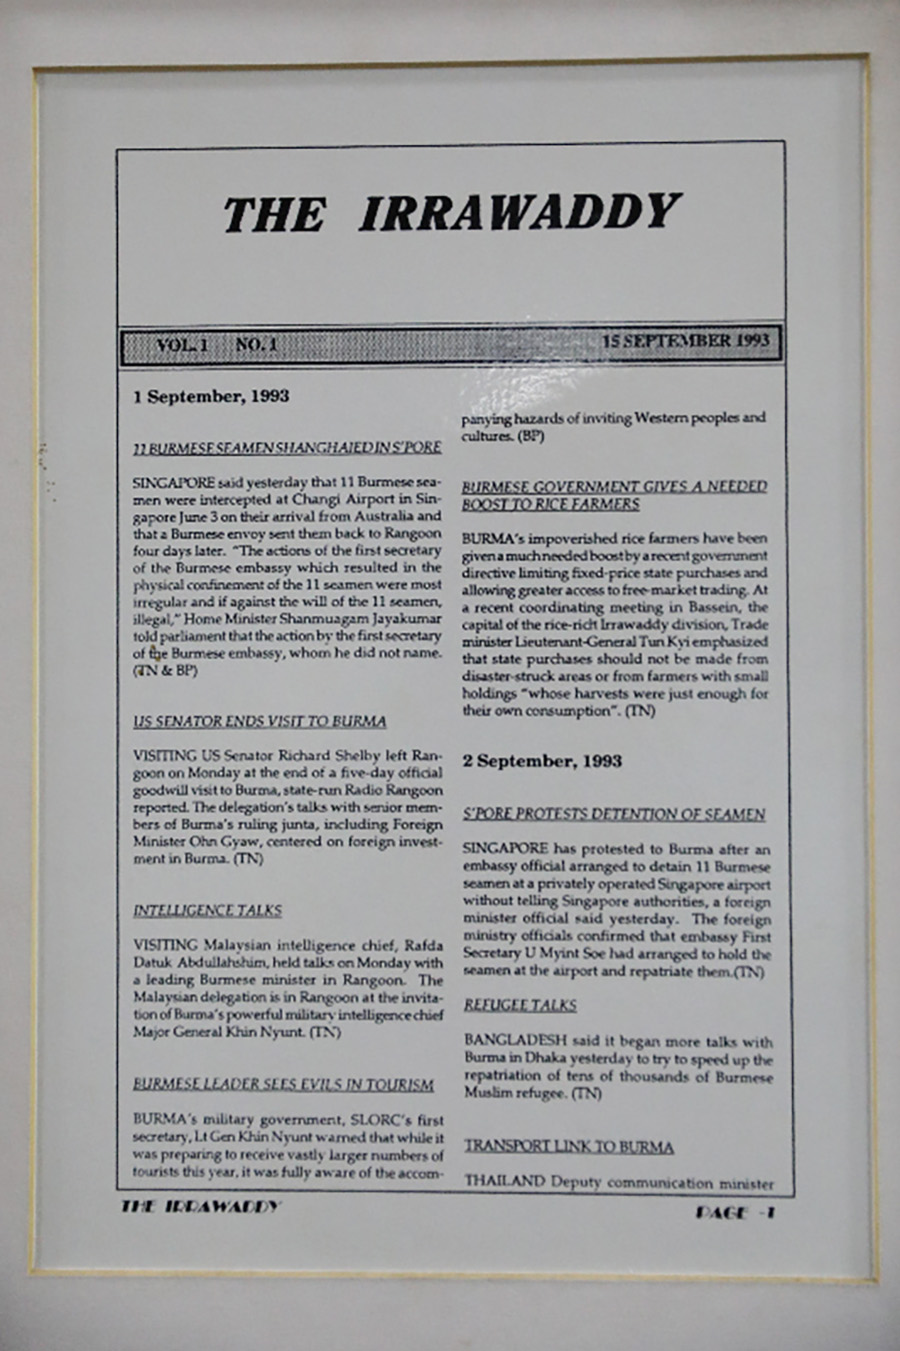 THE IRRAWADDY
VOL. 1 NO. 1 15 SEPTEMBER 1993
1 September, 1993
11 BURMESE SEAMEN SHANGHAIED IN S'PORE
SINGAPORE said yesterday that 11 Burmese sea-
men were intercepted at Changi Airport in Sin-
gapore June 3 on their arrival from Australia and
that a Burmese envoy sent them back to Rangoon
four days later. "The actions of the first secretary
of the Burmese embassy which resulted in the
physical confinement of the 11 seamen were most
irregular and if against the will of the 11 seamen,
illegal," Home Minister Shanmuagam Jayakumar
told parliament that the action by the first secretary
of the Burmese embassy, whom he did not name.
(TN & BP)
US SENATOR ENDS VISIT TO BURMA
VISITING US Senator Richard Shelby left Ran-
goon on Monday at the end of a five-day official
goodwill visit to Burma, state-run Radio Rangoon
reported. The delegation's talks with senior mem-
bers of Burma's ruling junta, including Foreign
Minister Ohn Gyaw, centered on foreign invest-
ment in Burma. (TN)
INTELLIGENCE TALKS
VISITING Malaysian intelligence chief, Rafda
Datuk Abdullahshim, held talks on Monday with
a leading Burmese minister in Rangoon. The
Malaysian delegation is in Rangoon at the invita-
tion of Burma's powerful military intelligence chief
Major General Khin Nyunt. (TN)
BURMESE LEADER SEES EVILS IN TOURISM
BURMA's military government, SLORC's first
secretary, Lt Gen Khin Nyunt warned that while it
was preparing to receive vastly larger numbers of
tourists this year, it was fully aware of the accom-
panying hazards of inviting Western peoples and
cultures. (BP)
BURMESE GOVERNMENT GIVES A NEEDED
BOOST TO RICE FARMERS
BURMA's impoverished rice farmers have been
given a much needed boost by a recent government
directive limiting fixed-price state purchases and
allowing greater access to free-market trading. At
a recent coordinating meeting in Bassein, the
capital of the rice-rich Irrawaddy division, Trade
minister Lieutenant-General Tun Kyi emphasized
that state purchases should not be made from
disaster-struck areas or from farmers with small
holdings "whose harvests were just enough for
their own consumption". (TN)
2 September, 1993
S'PORE PROTESTS DETENTION OF SEAMEN
SINGAPORE has protested to Burma after an
embassy official arranged to detain 11 Burmese
seamen at a privately operated Singapore airport
without telling Singapore authorities, a foreign
minister official said yesterday. The foreign
ministry officials confirmed that embassy First
Secretary U Myint Soe had arranged to hold the
seamen at the airport and repatriate them.(TN)
REFUGEE TALKS
BANGLADESH said it began more talks with
Burma in Dhaka yesterday to try to speed up the
repatriation of tens of thousands of Burmese
Muslim refugee. (TN)
TRANSPORT LINK TO BURMA
THAILAND Deputy communication minister
THE IRRAWADDY PAGE -1